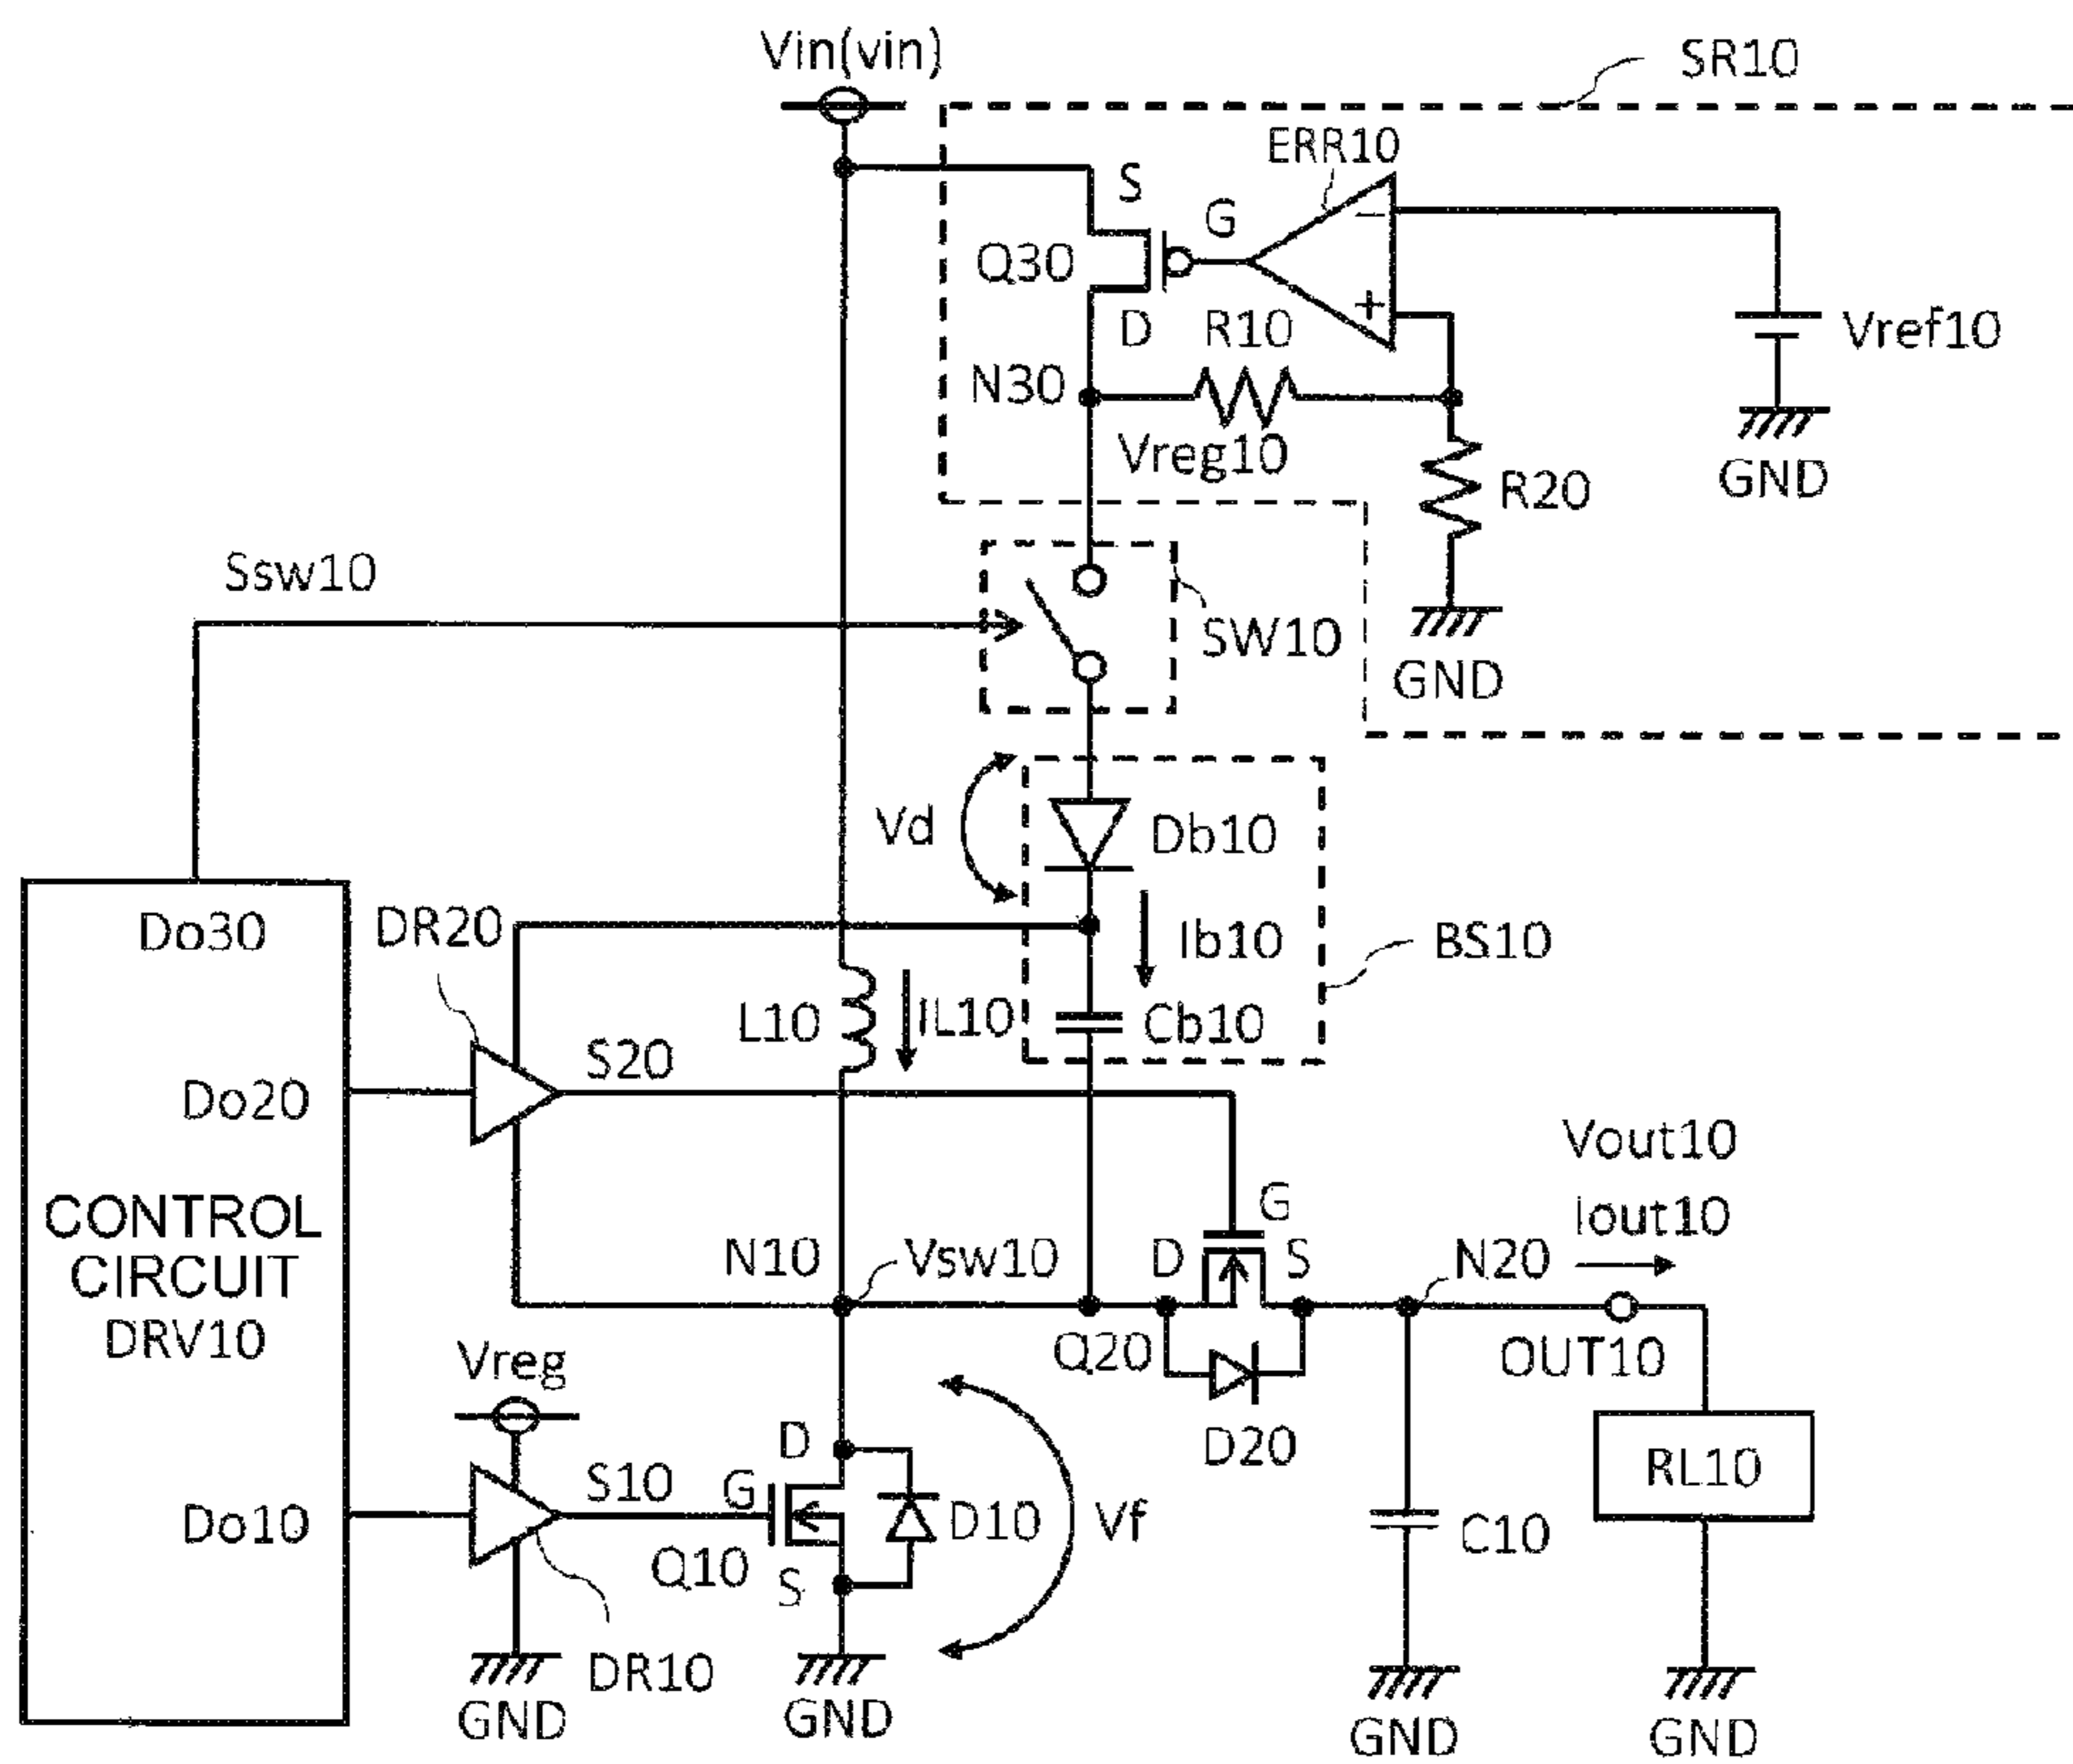 Vin(vin)
SR10
ERR10
S
G
Q30
−
+
D
R10
Vref10
N30
Vreg10
GND
R20
Ssw10
SW10
GND
Vd
Db10
Do30
DR20
Ib10
BS10
L10
IL10
Cb10
S20
Do20
Vout10
Iout10
CONTROL
CIRCUIT
DRV10
G
N10
Vsw10
D
S
N20
Q20
OUT10
Vreg
D20
RL10
D
S10
G
D10
Vf
Do10
C10
Q10
S
DR10
GND
GND
GND
GND